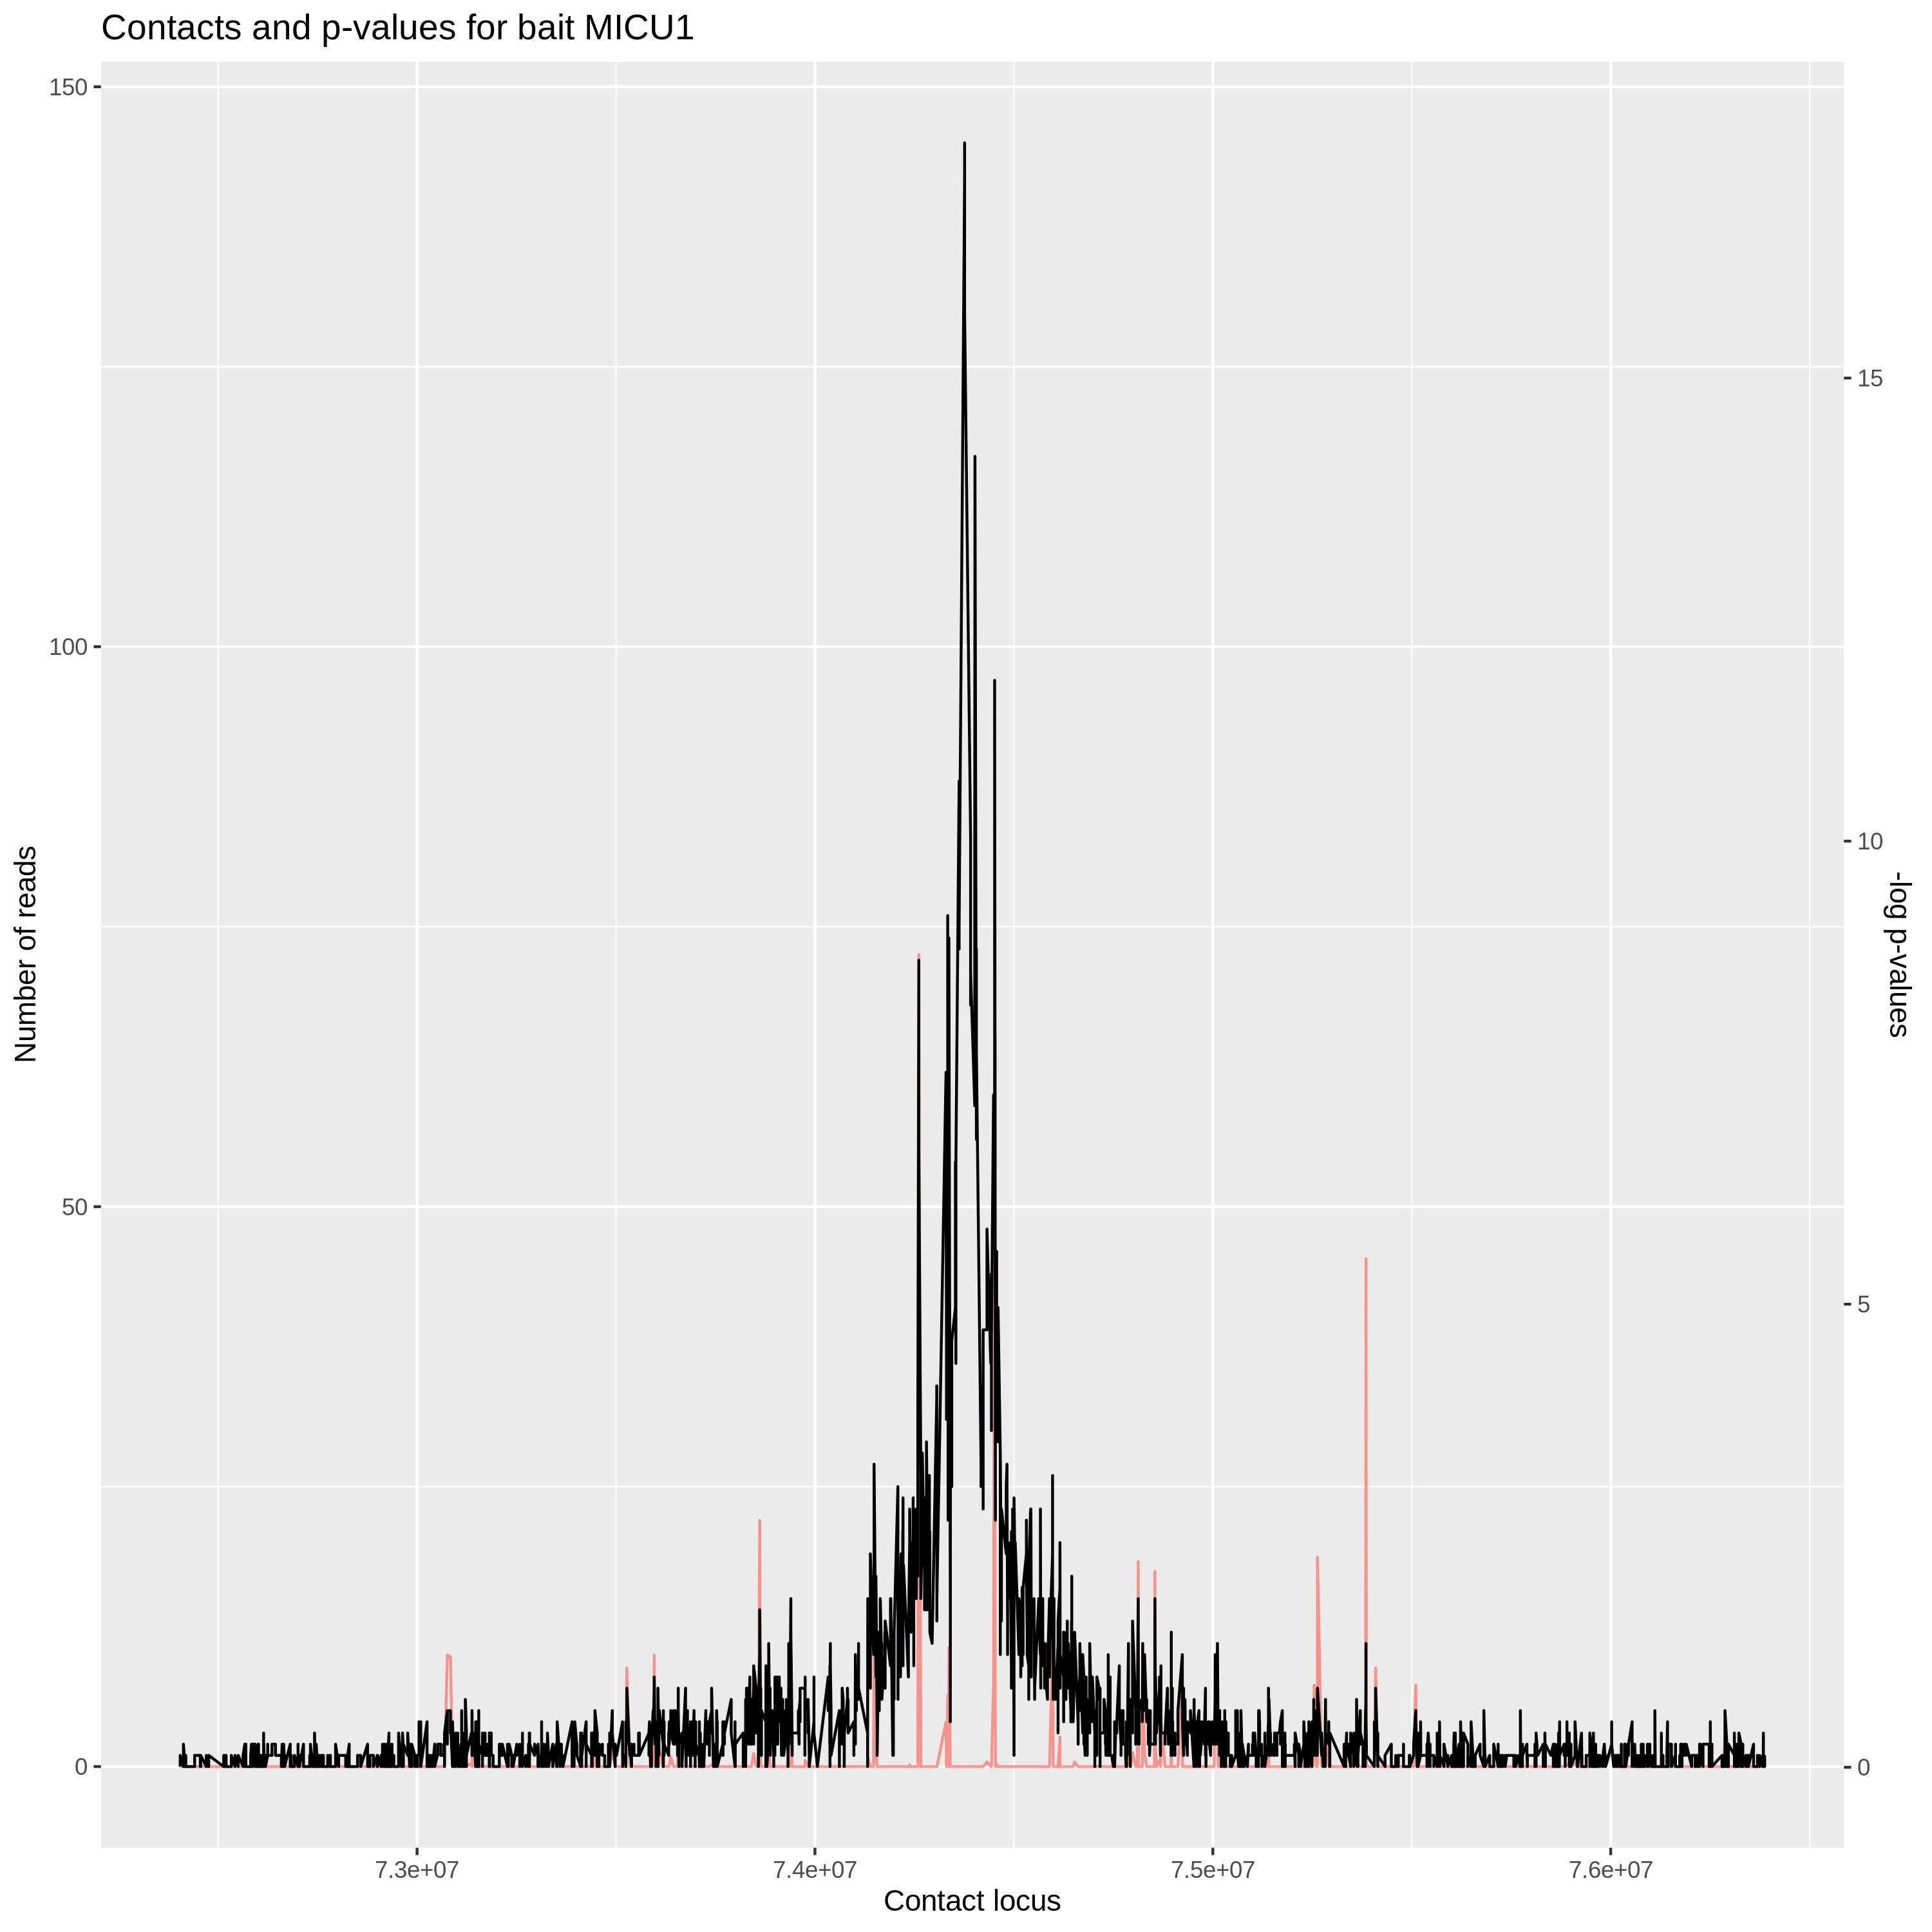 Contacts and p-values for bait MICU1
150
100
50
0
Number of reads
15
10
5
0
-log p-values
7.3e+07
7.4e+07
7.5e+07
7.6e+07
Contact locus